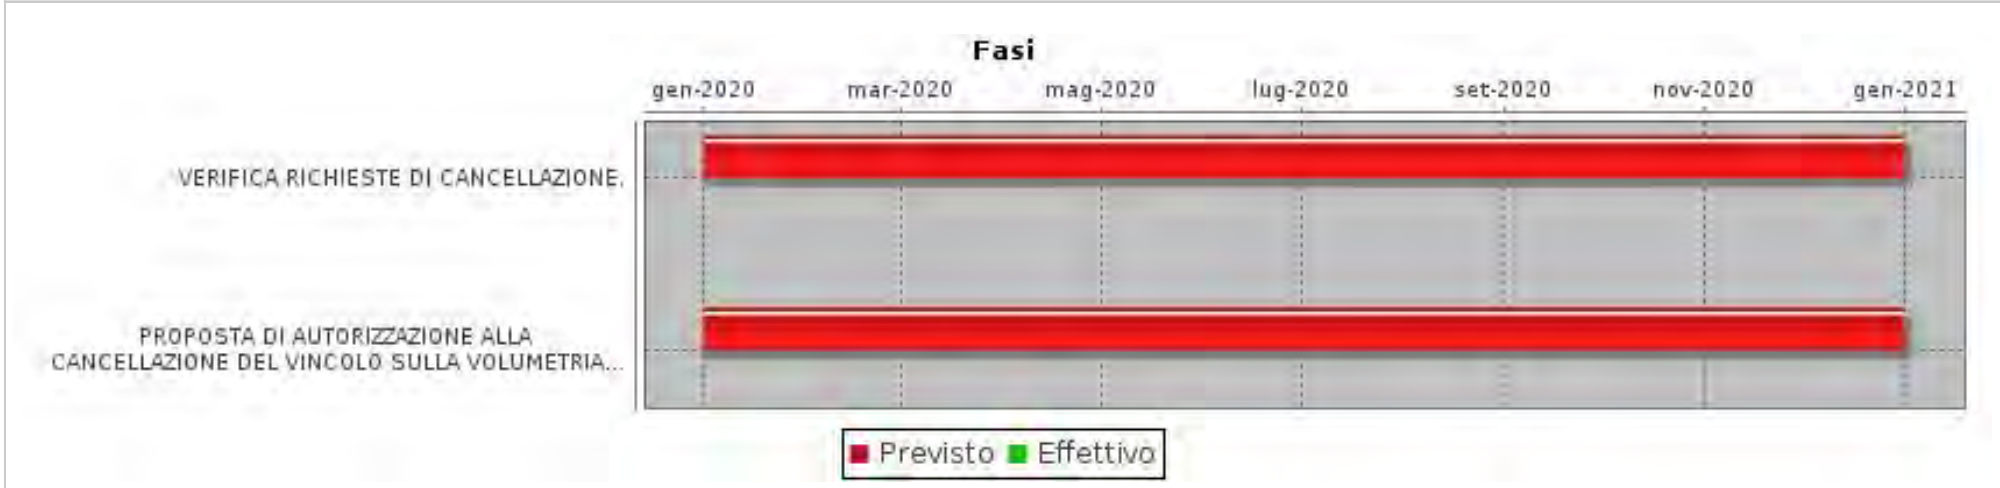 Fasi
gen-2020 mar-2020 mag-2020 lug-2020 set-2020 nov-2020 gen-2021
VERIFICA RICHIESTE DI CANCELLAZIONE.
PROPOSTA DI AUTORIZZAZIONE ALLA
CANCELLAZIONE DEL VINCOLO SULLA VOLUMETRIA...
Previsto Effettivo